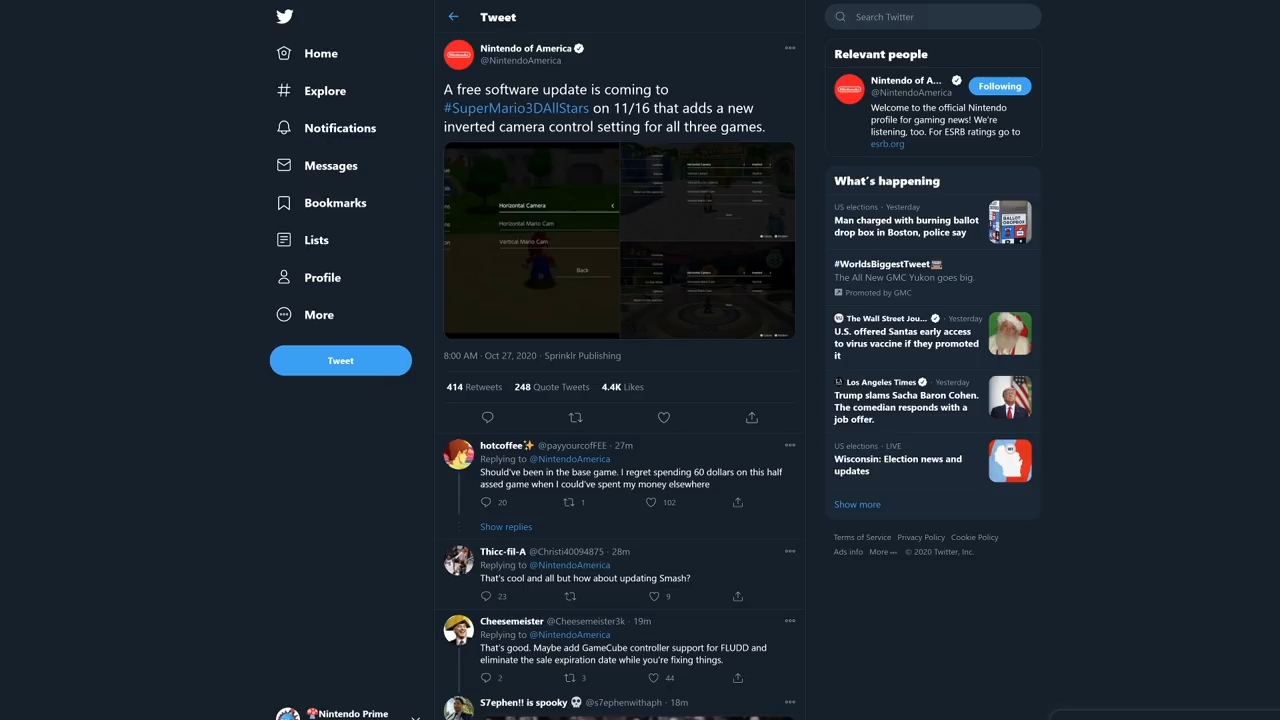 Home
Explore
Notifications
Messages
Bookmarks
Lists
Profile
More
Tweet
Nintendo Prime
Tweet
Nintendo of America
@NintendoAmerica
A free software update is coming to
#SuperMario3DAllStars on 11/16 that adds a new
inverted camera control setting for all three games.
Horizontal Camera
Horizontal Mario Cam
Vertical Mario Cam
Back
8:00 AM · Oct 27, 2020 · Sprinklr Publishing
414 Retweets 248 Quote Tweets 4.4K Likes
hotcoffee✨ @payyourcofFEE · 27m
Replying to @NintendoAmerica
Should've been in the base game. I regret spending 60 dollars on this half
assed game when I could've spent my money elsewhere
20 1 102
Show replies
Thicc-fil-A @Christi40094875 · 28m
Replying to @NintendoAmerica
That's cool and all but how about updating Smash?
23 9
Cheesemeister @Cheesemeister3k · 19m
Replying to @NintendoAmerica
That's good. Maybe add GameCube controller support for FLUDD and
eliminate the sale expiration date while you're fixing things.
2 3 44
S7ephen!! is spooky 💀 @s7ephenwithaph · 18m
Search Twitter
Relevant people
Nintendo of A...
@NintendoAmerica
Following
Welcome to the official Nintendo
profile for gaming news! We're
listening, too. For ESRB ratings go to
esrb.org
What's happening
US elections · Yesterday
Man charged with burning ballot
drop box in Boston, police say
#WorldsBiggestTweet
The All New GMC Yukon goes big.
Promoted by GMC
The Wall Street Jou... · Yesterday
U.S. offered Santas early access
to virus vaccine if they promoted
it
Los Angeles Times · Yesterday
Trump slams Sacha Baron Cohen.
The comedian responds with a
job offer.
US elections · LIVE
Wisconsin: Election news and
updates
Show more
Terms of Service Privacy Policy Cookie Policy
Ads info More © 2020 Twitter, Inc.